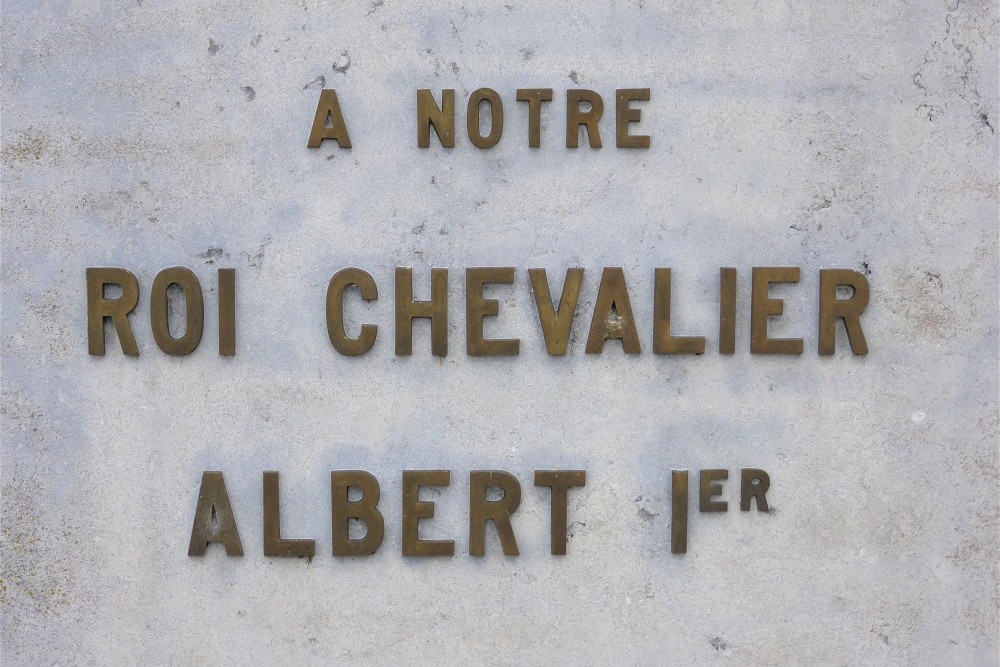 A NOTRE
ROI CHEVALIER
ALBERT IER